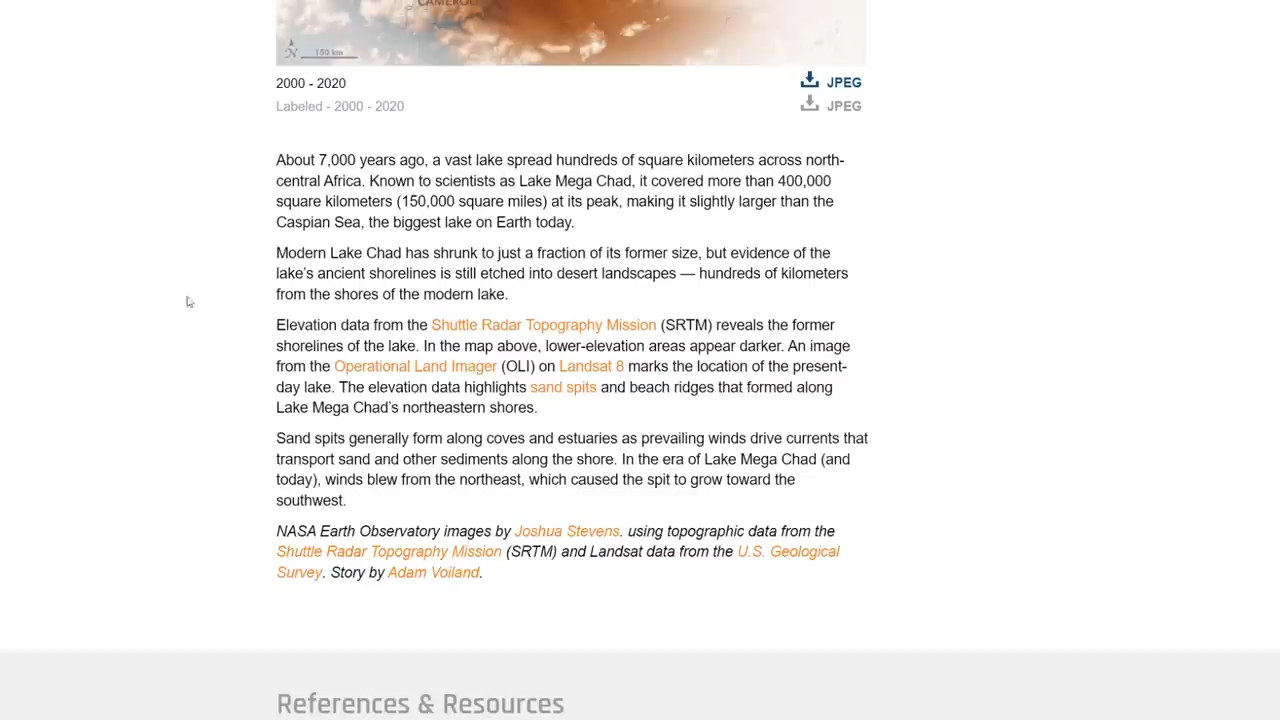 CAMEROON
N 150 km
2000 - 2020
JPEG
Labeled - 2000 - 2020
JPEG
About 7,000 years ago, a vast lake spread hundreds of square kilometers across north-
central Africa. Known to scientists as Lake Mega Chad, it covered more than 400,000
square kilometers (150,000 square miles) at its peak, making it slightly larger than the
Caspian Sea, the biggest lake on Earth today.
Modern Lake Chad has shrunk to just a fraction of its former size, but evidence of the
lake's ancient shorelines is still etched into desert landscapes — hundreds of kilometers
from the shores of the modern lake.
Elevation data from the Shuttle Radar Topography Mission (SRTM) reveals the former
shorelines of the lake. In the map above, lower-elevation areas appear darker. An image
from the Operational Land Imager (OLI) on Landsat 8 marks the location of the present-
day lake. The elevation data highlights sand spits and beach ridges that formed along
Lake Mega Chad's northeastern shores.
Sand spits generally form along coves and estuaries as prevailing winds drive currents that
transport sand and other sediments along the shore. In the era of Lake Mega Chad (and
today), winds blew from the northeast, which caused the spit to grow toward the
southwest.
NASA Earth Observatory images by Joshua Stevens. using topographic data from the
Shuttle Radar Topography Mission (SRTM) and Landsat data from the U.S. Geological
Survey. Story by Adam Voiland.
References & Resources